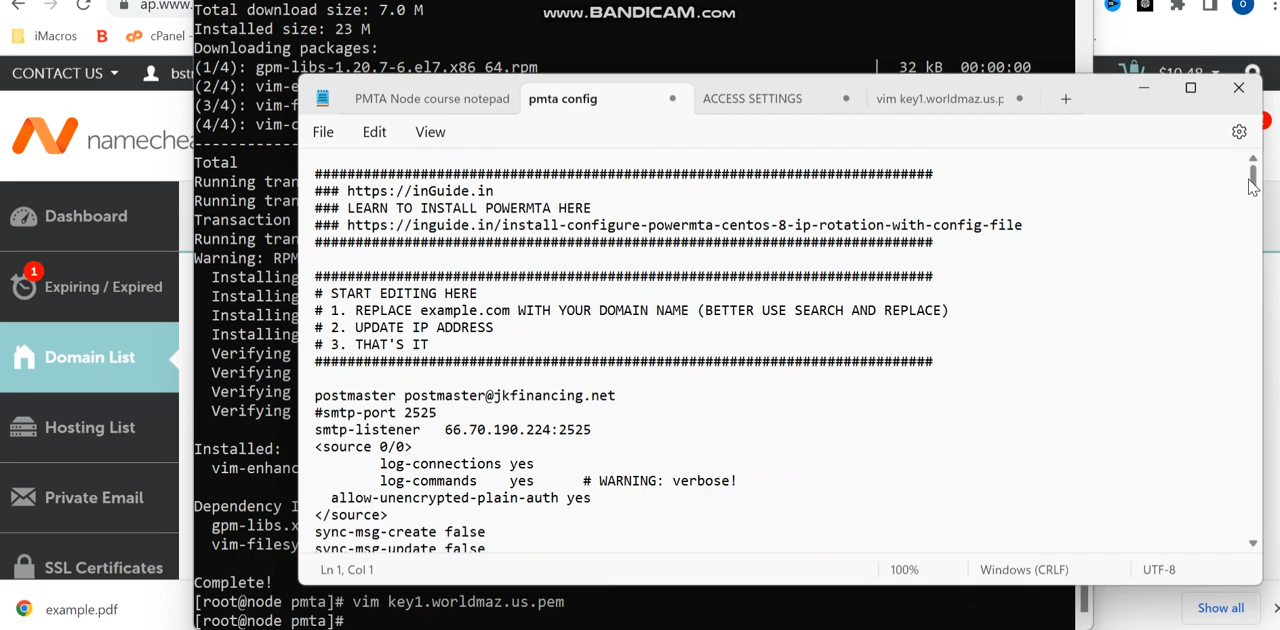 ap.www.
www.BANDICAM.com
iMacros
cPanel -
CONTACT US
bstr
$10.48
namechea
Dashboard
1
Expiring / Expired
Domain List
Hosting List
Private Email
SSL Certificates
example.pdf
Show all
Total download size: 7.0 M
Installed size: 23 M
Downloading packages:
(1/4): gpm-libs-1.20.7-6.el7.x86_64.rpm | 32 kB 00:00:00
(2/4): vim-e
(3/4): vim-f
(4/4): vim-c
Total
Running tran
Running tran
Transaction
Running tran
Warning: RPM
Installing
Installing
Installing
Installing
Verifying
Verifying
Verifying
Verifying
Installed:
vim-enhanc
Dependency I
gpm-libs.x
vim-filesy
Complete!
[root@node pmta]# vim key1.worldmaz.us.pem
[root@node pmta]#
PMTA Node course notepad
pmta config
ACCESS SETTINGS
vim key1.worldmaz.us.p
File Edit View
############################################################################
### https://inGuide.in
### LEARN TO INSTALL POWERMTA HERE
### https://inguide.in/install-configure-powermta-centos-8-ip-rotation-with-config-file
############################################################################
############################################################################
# START EDITING HERE
# 1. REPLACE example.com WITH YOUR DOMAIN NAME (BETTER USE SEARCH AND REPLACE)
# 2. UPDATE IP ADDRESS
# 3. THAT'S IT
############################################################################
postmaster postmaster@jkfinancing.net
#smtp-port 2525
smtp-listener 66.70.190.224:2525
<source 0/0>
log-connections yes
log-commands yes # WARNING: verbose!
allow-unencrypted-plain-auth yes
</source>
sync-msg-create false
sync-msg-update false
Ln 1, Col 1
100%
Windows (CRLF)
UTF-8